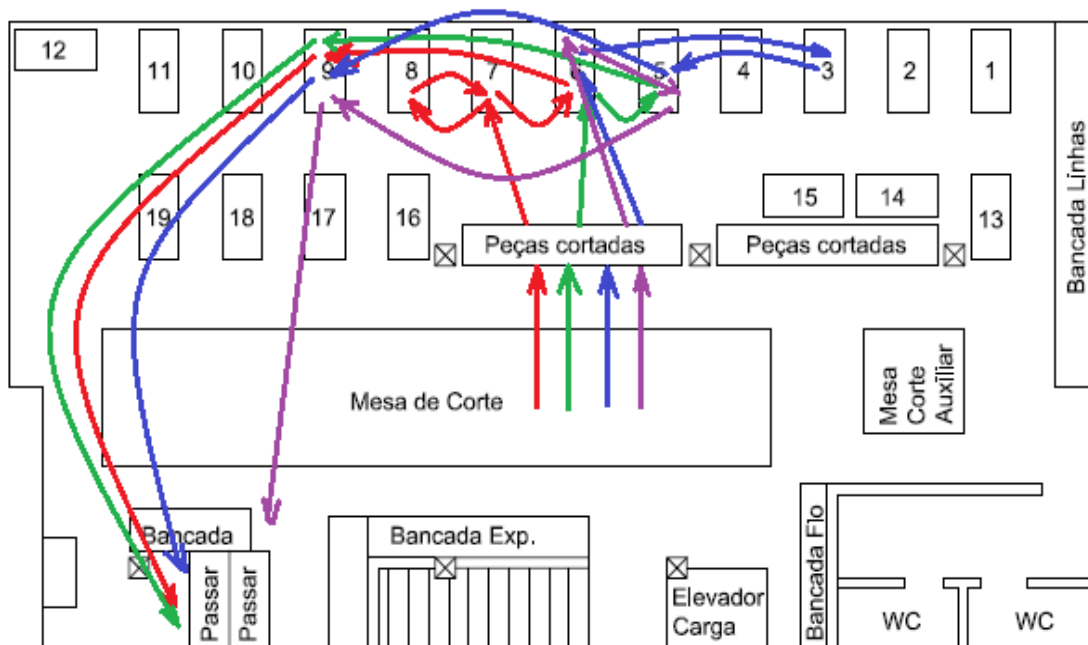 12
11
10
9
8
7
6
5
4
3
2
1
Bancada Linhas
19
18
17
16
15
14
13
Peças cortadas
Peças cortadas
Mesa de Corte
Mesa
Corte
Auxiliar
Bancada
Passar
Passar
Bancada Exp.
Elevador
Carga
Bancada Fio
WC
WC